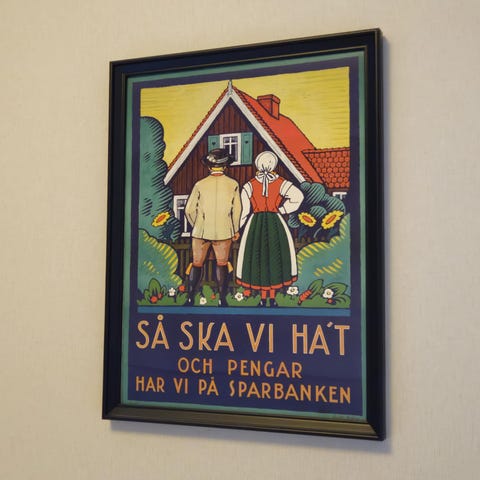 SÅ SKA VI HA'T
OCH PENGAR
HAR VI PÅ SPARBANKEN